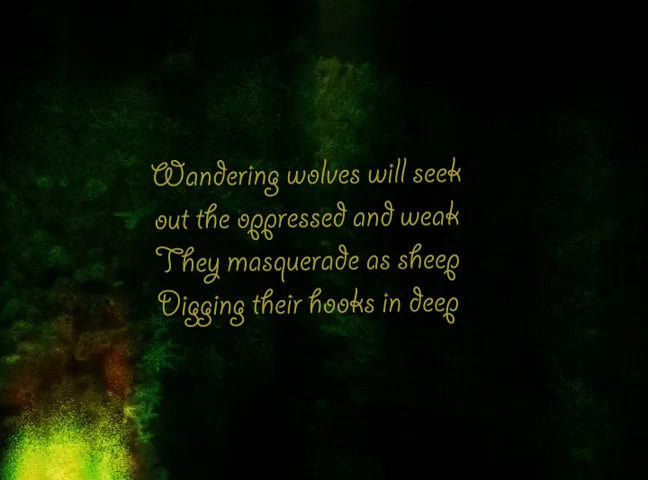 Wandering wolves will seek
out the oppressed and weak
They masquerade as sheep
Digging their hooks in deep